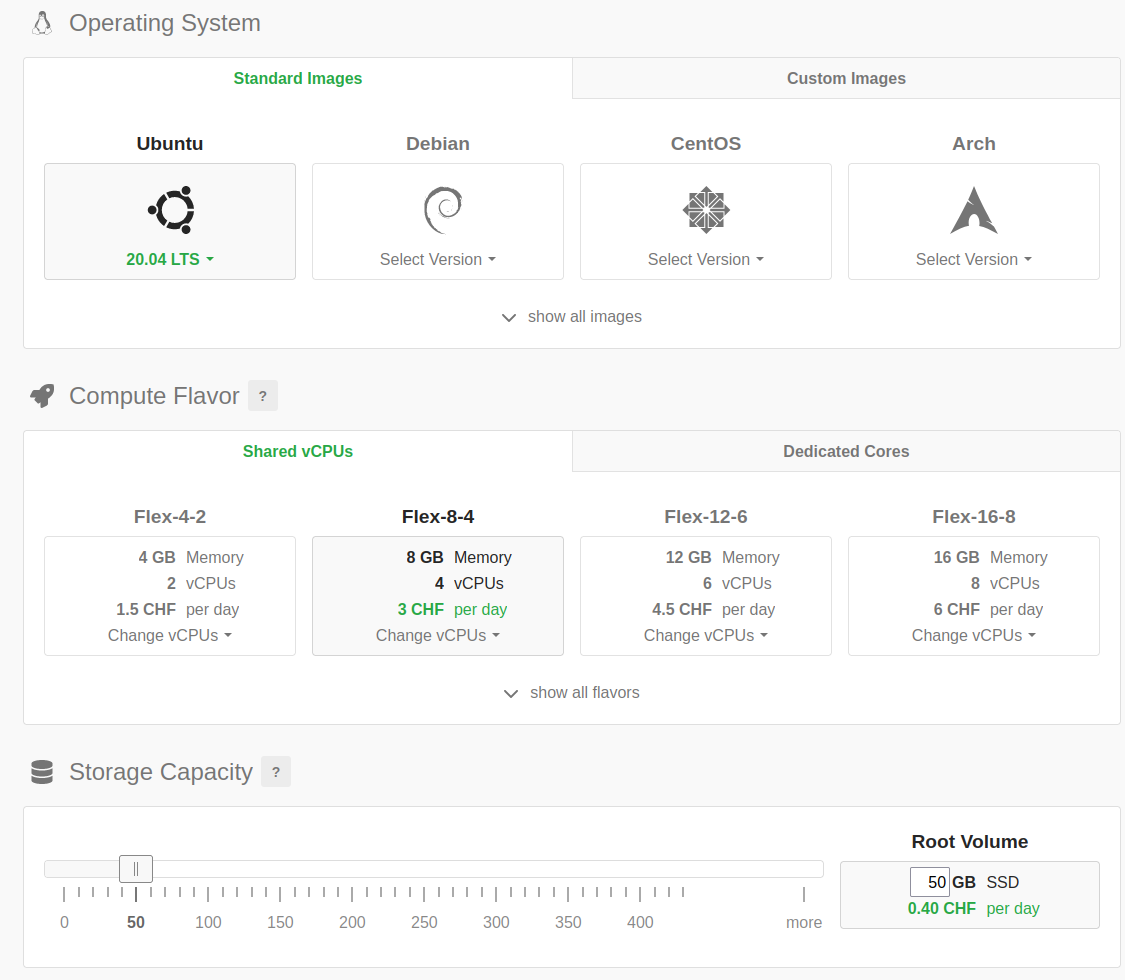 Operating System
Standard Images Custom Images
Ubuntu Debian CentOS Arch
20.04 LTS Select Version Select Version Select Version
show all images
Compute Flavor ?
Shared vCPUs Dedicated Cores
Flex-4-2 Flex-8-4 Flex-12-6 Flex-16-8
4 GB Memory 8 GB Memory 12 GB Memory 16 GB Memory
2 vCPUs 4 vCPUs 6 vCPUs 8 vCPUs
1.5 CHF per day 3 CHF per day 4.5 CHF per day 6 CHF per day
Change vCPUs Change vCPUs Change vCPUs Change vCPUs
show all flavors
Storage Capacity ?
Root Volume
50 GB SSD
0.40 CHF per day
0 50 100 150 200 250 300 350 400 more